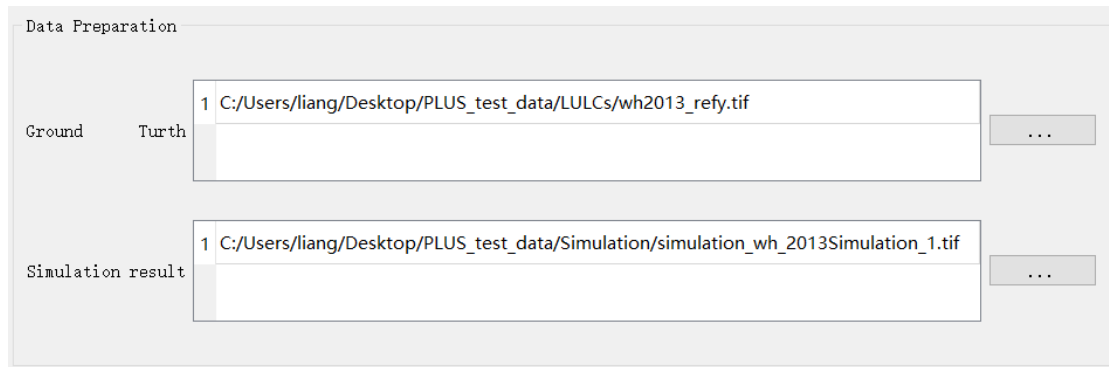 Data Preparation
1 C:/Users/liang/Desktop/PLUS_test_data/LULCs/wh2013_refy.tif
Ground Turth
...
1 C:/Users/liang/Desktop/PLUS_test_data/Simulation/simulation_wh_2013Simulation_1.tif
Simulation result
...